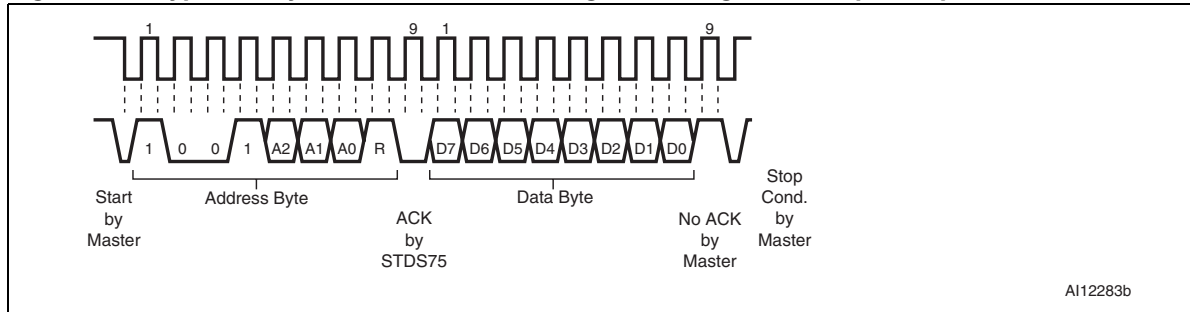 1 9 1 9
1 0 0 1 A2 A1 A0 R D7 D6 D5 D4 D3 D2 D1 D0
Start
by
Master
Address Byte
ACK
by
STDS75
Data Byte
No ACK
by
Master
Stop
Cond.
by
Master
AI12283b